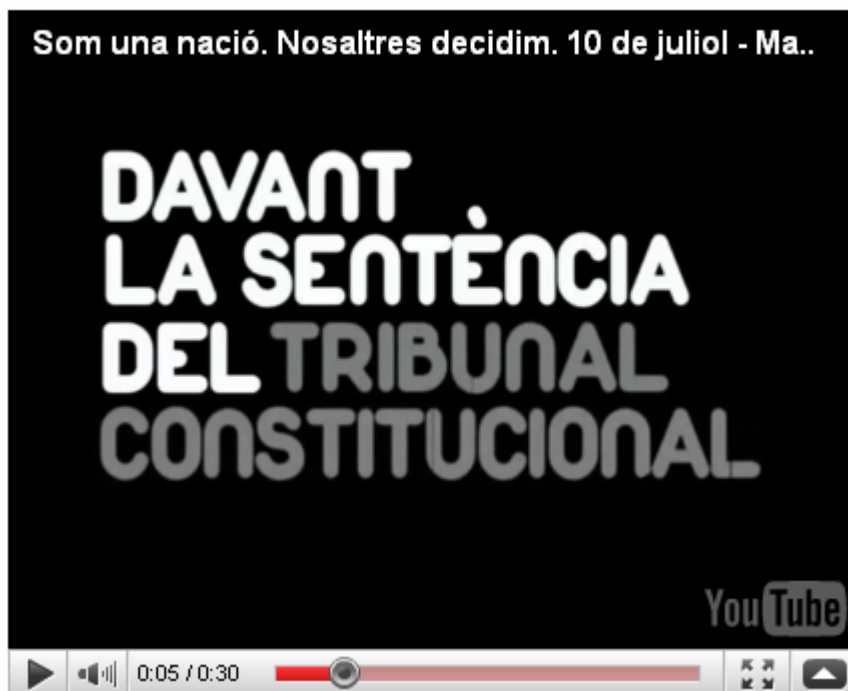 Som una nació. Nosaltres decidim. 10 de juliol - Ma..
DAVANT
LA SENTÈNCIA
DEL TRIBUNAL
CONSTITUCIONAL
YouTube
0:05 / 0:30